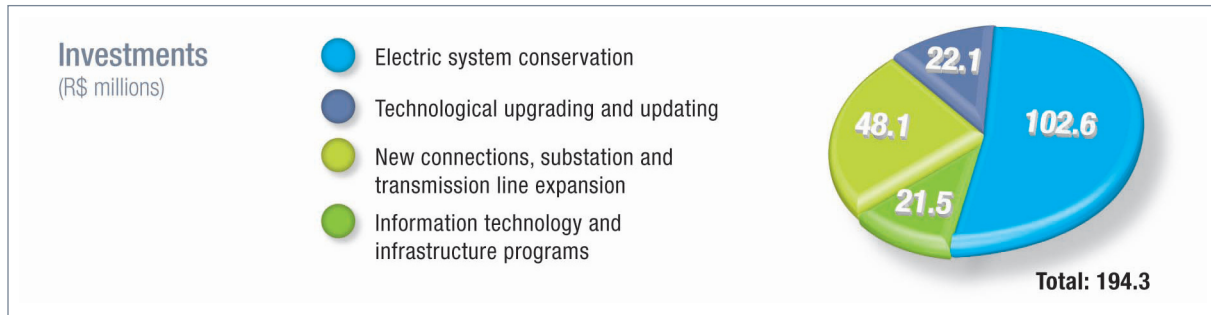 Investments
(R$ millions)
Electric system conservation
Technological upgrading and updating
New connections, substation and
transmission line expansion
Information technology and
infrastructure programs
22.1
102.6
48.1
21.5
Total: 194.3